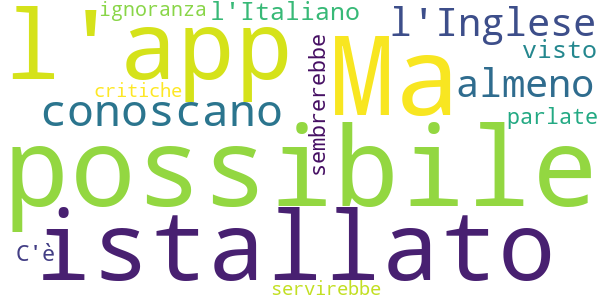 ignoranza l'Italiano
l'app Ma l'Inglese
visto
critiche almeno
conoscano sembrerebbe parlate
possibile
C'è istallato
servirebbe